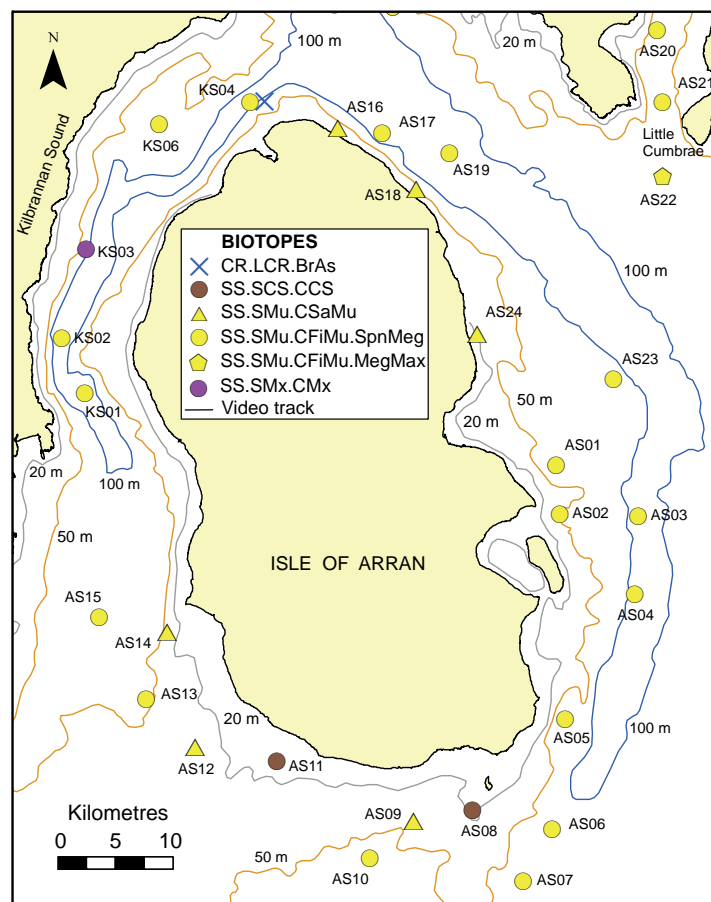 N
100 m
20 m
AS20
KS04
AS21
AS16
AS17
KS06
Little
Cumbrae
AS19
AS22
AS18
Kilbrannan Sound
BIOTOPES
CR.LCR.BrAs
SS.SCS.CCS
SS.SMu.CSaMu
SS.SMu.CFiMu.SpnMeg
SS.SMu.CFiMu.MegMax
SS.SMx.CMx
Video track
KS03
100 m
AS24
KS02
AS23
KS01
50 m
20 m
AS01
20 m
100 m
AS02
AS03
50 m
ISLE OF ARRAN
AS15
AS04
AS14
AS13
20 m
AS05
100 m
AS12
AS11
Kilometres
0 5 10
AS09
AS08
AS06
50 m
AS10
AS07